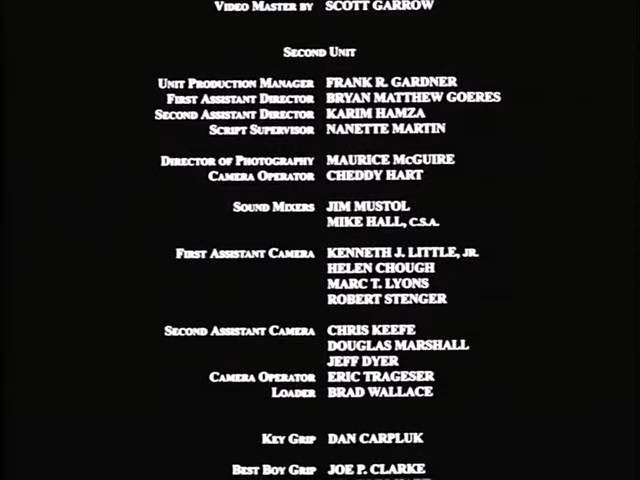 VIDEO MASTER BY SCOTT GARROW
SECOND UNIT
UNIT PRODUCTION MANAGER FRANK R. GARDNER
FIRST ASSISTANT DIRECTOR BRYAN MATTHEW GOERES
SECOND ASSISTANT DIRECTOR KARIM HAMZA
SCRIPT SUPERVISOR NANETTE MARTIN
DIRECTOR OF PHOTOGRAPHY MAURICE McGUIRE
CAMERA OPERATOR CHEDDY HART
SOUND MIXERS JIM MUSTOL
MIKE HALL, C.S.A.
FIRST ASSISTANT CAMERA KENNETH J. LITTLE, JR.
HELEN CHOUGH
MARC T. LYONS
ROBERT STENGER
SECOND ASSISTANT CAMERA CHRIS KEEFE
DOUGLAS MARSHALL
JEFF DYER
CAMERA OPERATOR ERIC TRAGESER
LOADER BRAD WALLACE
KEY GRIP DAN CARPLUK
BEST BOY GRIP JOE P. CLARKE